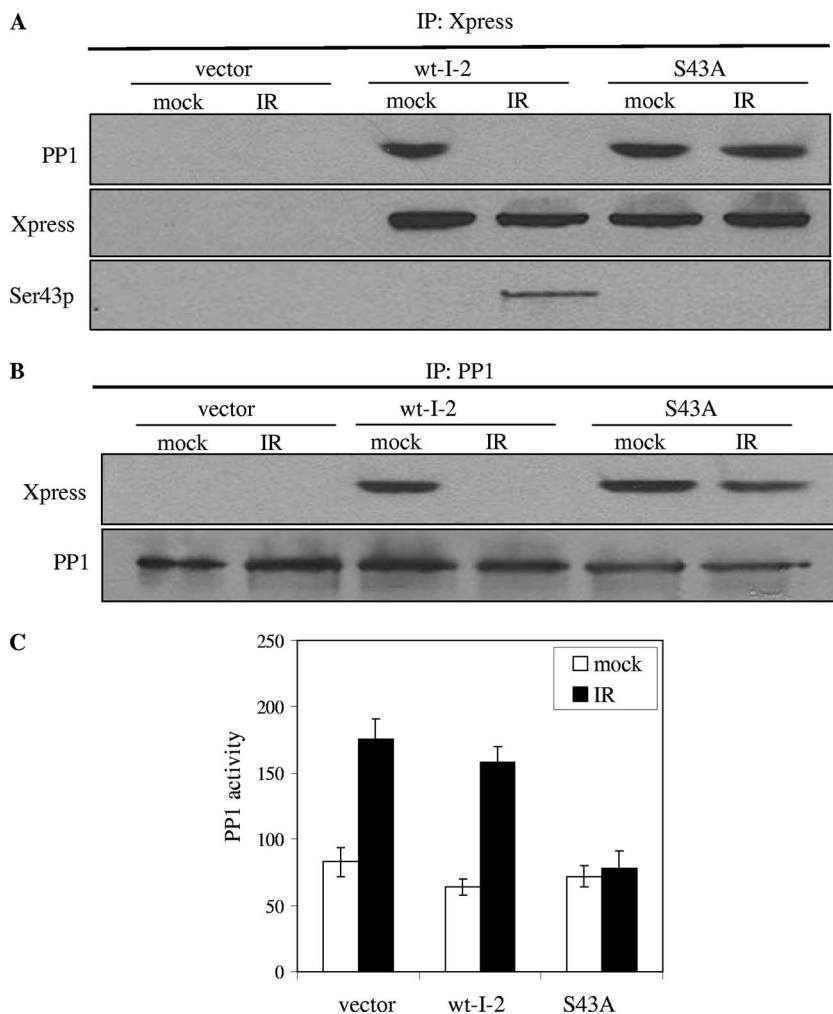 A
IP: Xpress
vector wt-I-2 S43A
mock IR mock IR mock IR
PP1
Xpress
Ser43p
B
IP: PP1
vector wt-I-2 S43A
mock IR mock IR mock IR
Xpress
PP1
C
250
200
150
100
50
0
PP1 activity
mock
IR
vector wt-I-2 S43A